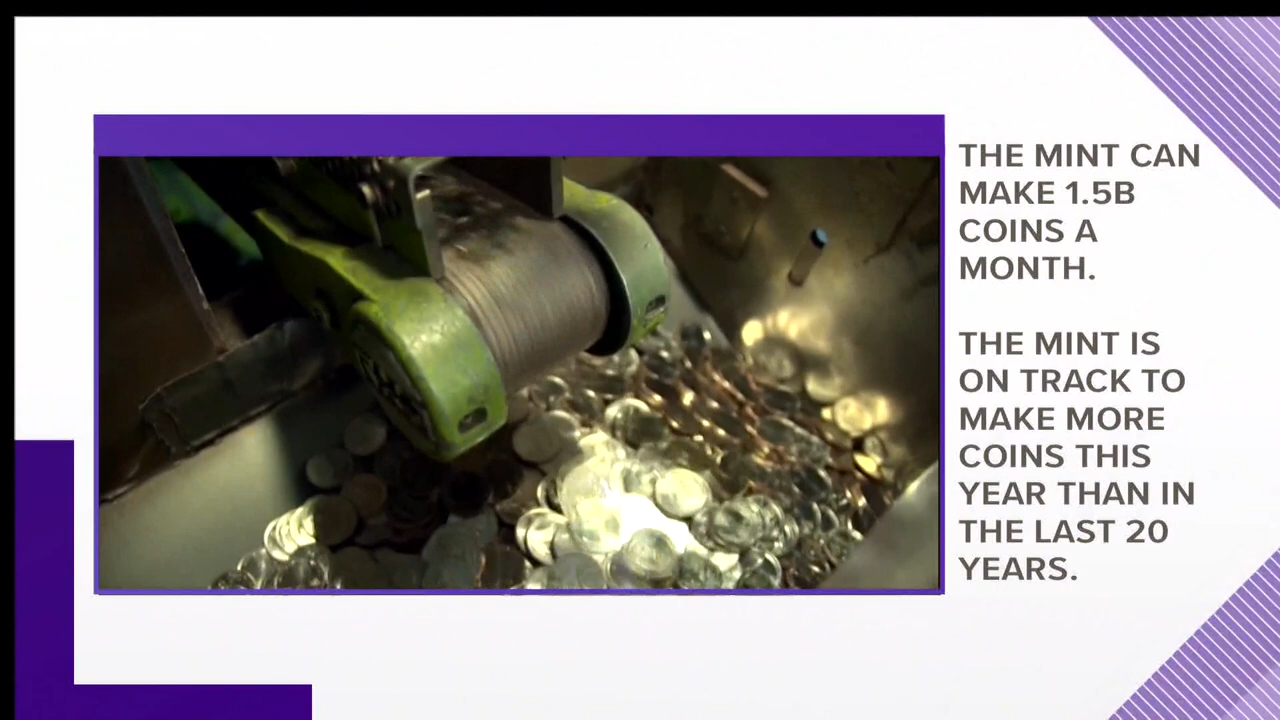 THE MINT CAN
MAKE 1.5B
COINS A
MONTH.
THE MINT IS
ON TRACK TO
MAKE MORE
COINS THIS
YEAR THAN IN
THE LAST 20
YEARS.